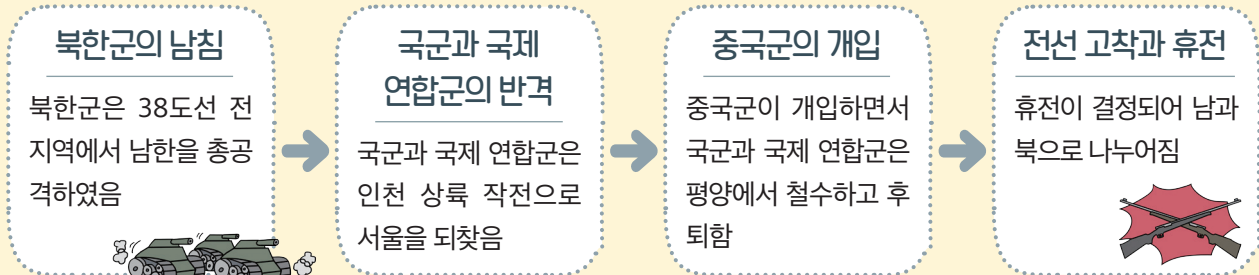 북한군의 남침
북한군은 38도선 전
지역에서 남한을 총공
격하였음
국군과 국제
연합군의 반격
국군과 국제 연합군은
인천 상륙 작전으로
서울을 되찾음
중국군의 개입
중국군이 개입하면서
국군과 국제 연합군은
평양에서 철수하고 후
퇴함
전선 고착과 휴전
휴전이 결정되어 남과
북으로 나누어짐